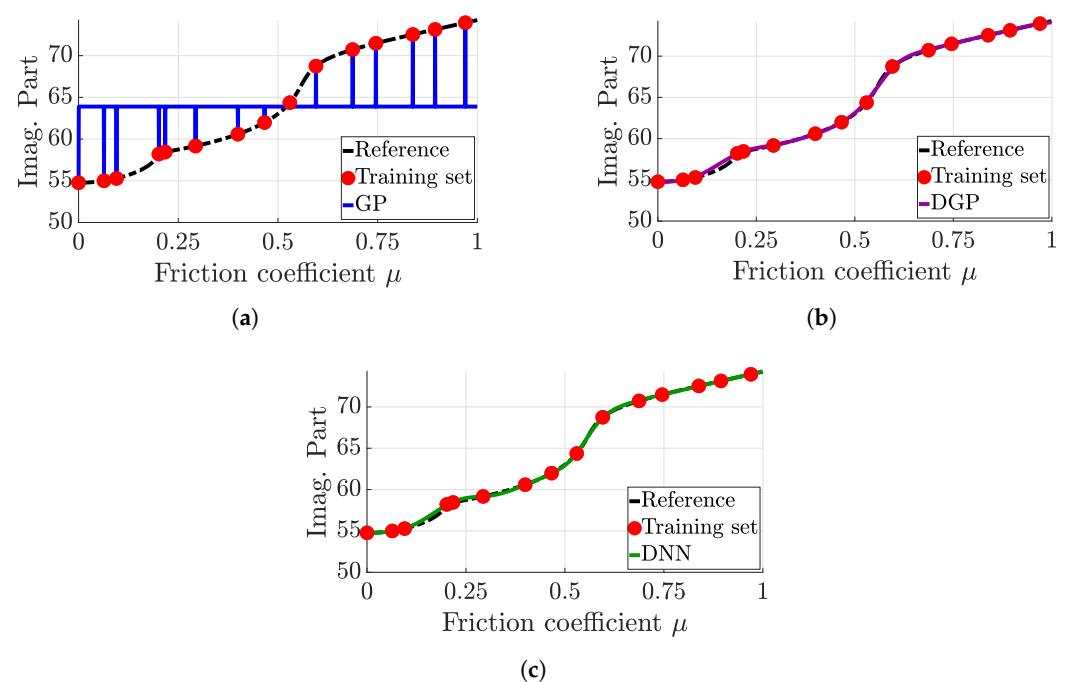 70
65
60
55
50
Imag. Part
Reference
Training set
GP
0
0.25
0.5
0.75
1
Friction coefficient μ
(a)
70
65
60
55
50
Imag. Part
Reference
Training set
DGP
0
0.25
0.5
0.75
1
Friction coefficient μ
(b)
70
65
60
55
50
Imag. Part
Reference
Training set
DNN
0
0.25
0.5
0.75
1
Friction coefficient μ
(c)